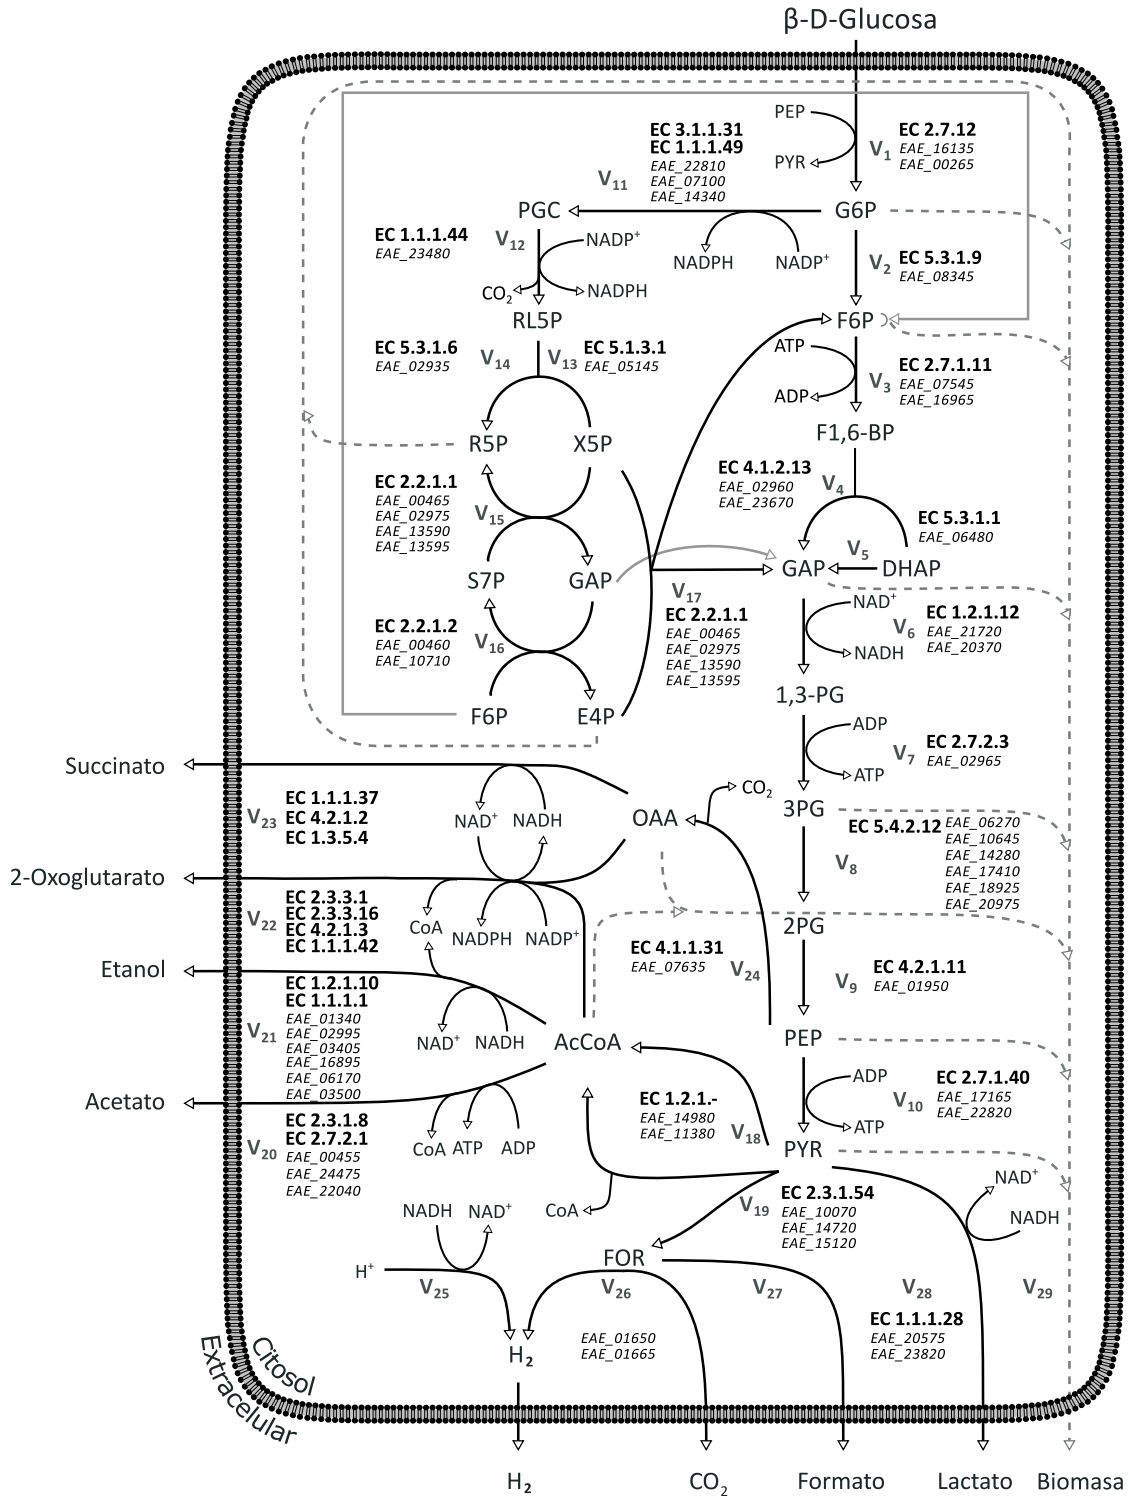 β-D-Glucosa
PEP
PYR
V1
EC 2.7.12
EAE_16135
EAE_00265
EC 3.1.1.31
EC 1.1.1.49
EAE_22810
EAE_07100
EAE_14340
V11
PGC
G6P
NADPH
NADP+
EC 1.1.1.44
EAE_23480
V12
NADP+
CO2
NADPH
V2
EC 5.3.1.9
EAE_08345
RL5P
F6P
EC 5.3.1.6
EAE_02935
V14
V13
EC 5.1.3.1
EAE_05145
ATP
ADP
V3
EC 2.7.1.11
EAE_07545
EAE_16965
R5P
X5P
F1,6-BP
EC 4.1.2.13
EAE_02960
EAE_23670
V4
EC 2.2.1.1
EAE_00465
EAE_02975
EAE_13590
EAE_13595
V15
EC 5.3.1.1
EAE_06480
V5
S7P
GAP
GAP
DHAP
V17
EC 2.2.1.1
EAE_00465
EAE_02975
EAE_13590
EAE_13595
NAD+
NADH
V6
EC 1.2.1.12
EAE_21720
EAE_20370
EC 2.2.1.2
EAE_00460
EAE_10710
V16
1,3-PG
F6P
E4P
ADP
ATP
V7
EC 2.7.2.3
EAE_02965
Succinato
V23
EC 1.1.1.37
EC 4.2.1.2
EC 1.3.5.4
NAD+
NADH
OAA
CO2
3PG
EC 5.4.2.12
EAE_06270
EAE_10645
EAE_14280
EAE_17410
EAE_18925
EAE_20975
V8
2-Oxoglutarato
V22
EC 2.3.3.1
EC 2.3.3.16
EC 4.2.1.3
EC 1.1.1.42
CoA
NADPH
NADP+
2PG
EC 4.1.1.31
EAE_07635
V24
V9
EC 4.2.1.11
EAE_01950
Etanol
V21
EC 1.2.1.10
EC 1.1.1.1
EAE_01340
EAE_02995
EAE_03405
EAE_16895
EAE_06170
EAE_03500
NAD+
NADH
AcCoA
PEP
ADP
ATP
V10
EC 2.7.1.40
EAE_17165
EAE_22820
Acetato
V20
EC 2.3.1.8
EC 2.7.2.1
EAE_00455
EAE_24475
EAE_22040
CoA
ATP
ADP
EC 1.2.1.-
EAE_14980
EAE_11380
V18
PYR
V19
EC 2.3.1.54
EAE_10070
EAE_14720
EAE_15120
NAD+
NADH
NADH
NAD+
CoA
H+
FOR
V25
V26
V27
V28
V29
EC 1.1.1.28
EAE_20575
EAE_23820
EAE_01650
EAE_01665
H2
Citosol
Extracelular
H2
CO2
Formato
Lactato
Biomasa